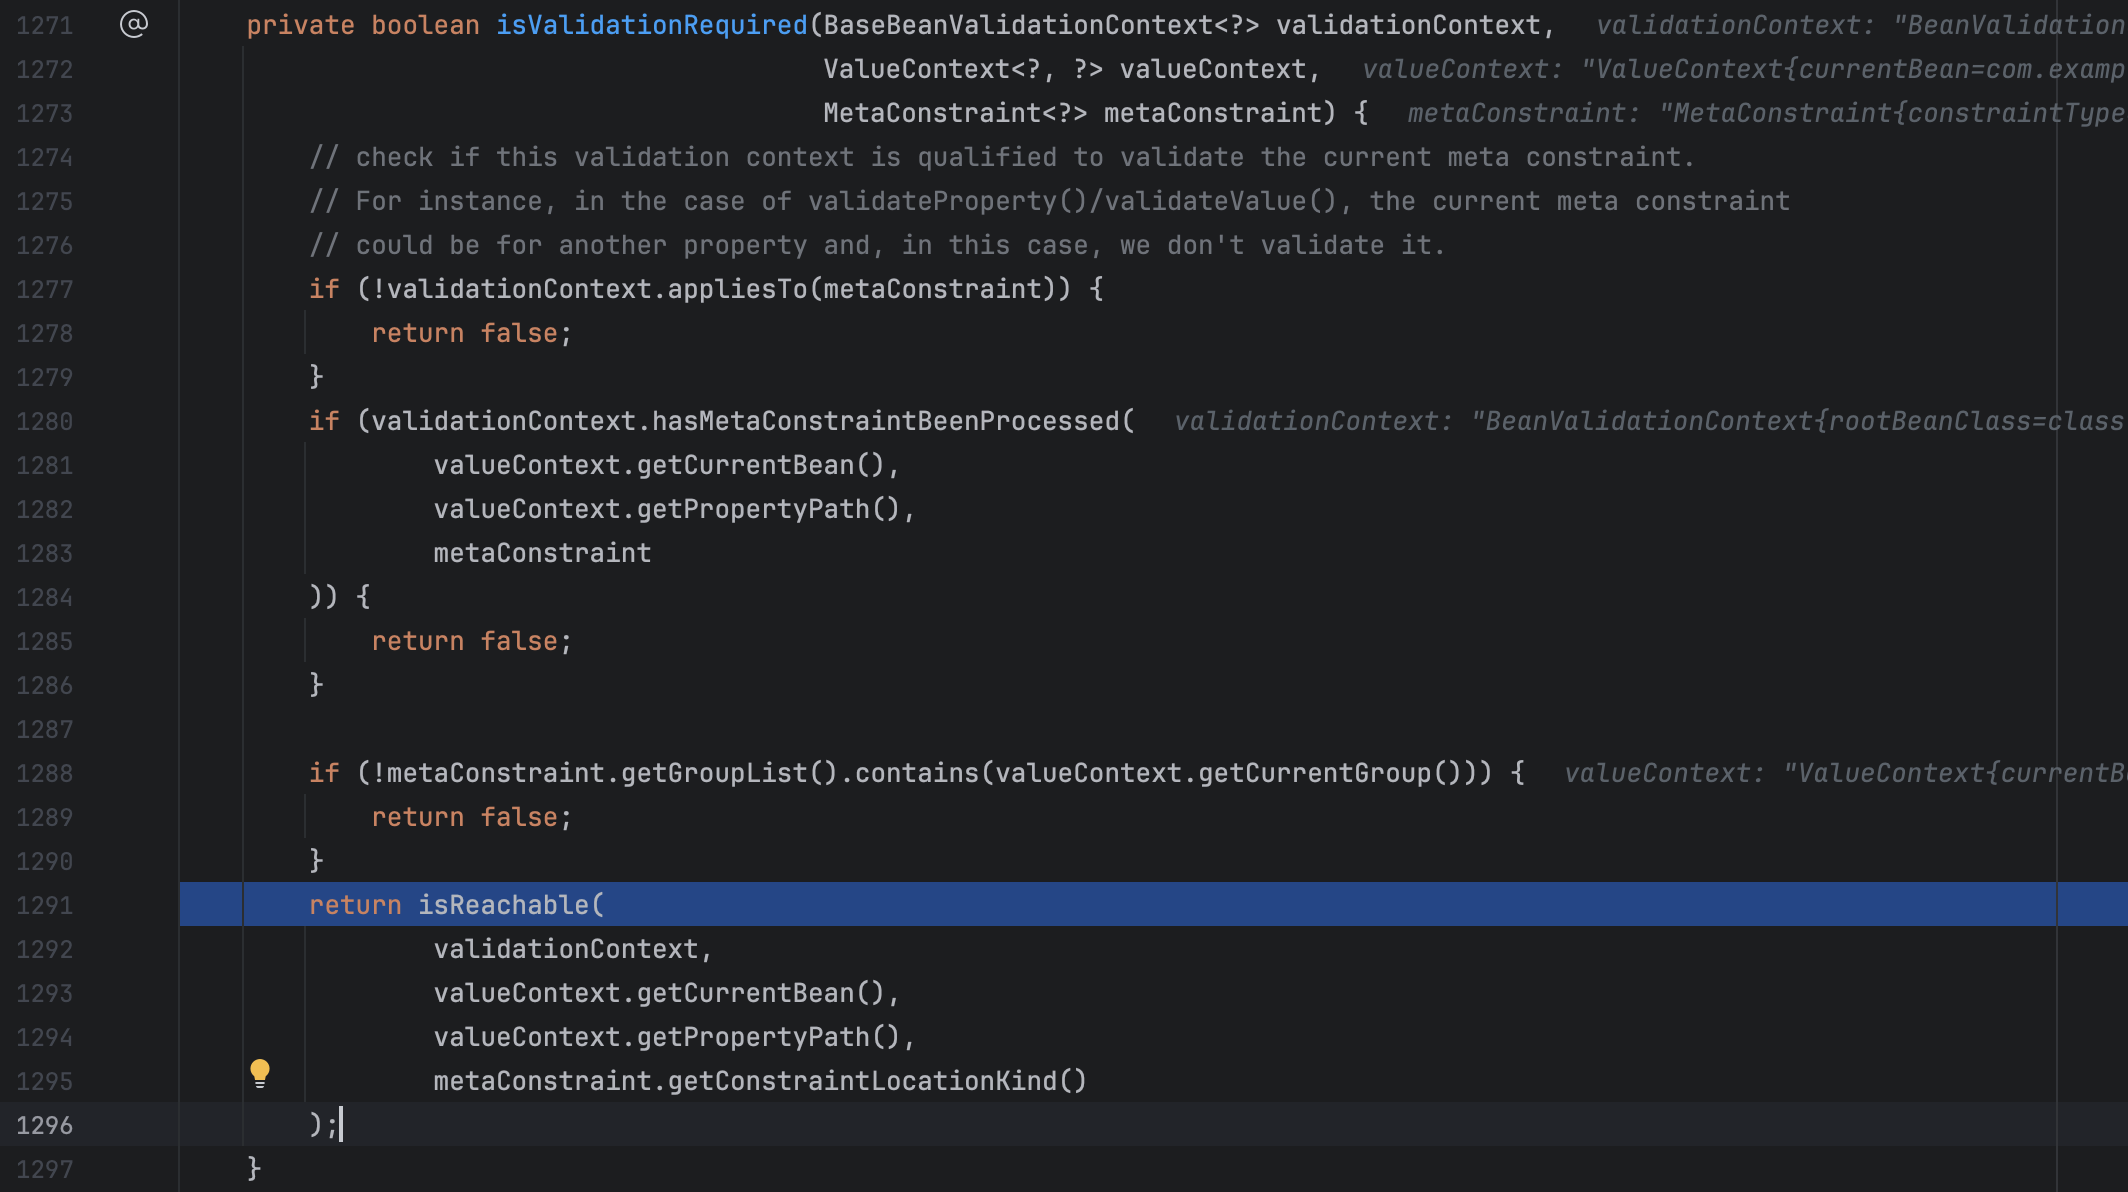 1271 @ private boolean isValidationRequired(BaseBeanValidationContext<?> validationContext, validationContext: "BeanValidation
1272 ValueContext<?, ?> valueContext, valueContext: "ValueContext{currentBean=com.examp
1273 MetaConstraint<?> metaConstraint) { metaConstraint: "MetaConstraint{constraintType
1274 // check if this validation context is qualified to validate the current meta constraint.
1275 // For instance, in the case of validateProperty()/validateValue(), the current meta constraint
1276 // could be for another property and, in this case, we don't validate it.
1277 if (!validationContext.appliesTo(metaConstraint)) {
1278 return false;
1279 }
1280 if (validationContext.hasMetaConstraintBeenProcessed( validationContext: "BeanValidationContext{rootBeanClass=class
1281 valueContext.getCurrentBean(),
1282 valueContext.getPropertyPath(),
1283 metaConstraint
1284 )) {
1285 return false;
1286 }
1287
1288 if (!metaConstraint.getGroupList().contains(valueContext.getCurrentGroup())) { valueContext: "ValueContext{currentB
1289 return false;
1290 }
1291 return isReachable(
1292 validationContext,
1293 valueContext.getCurrentBean(),
1294 valueContext.getPropertyPath(),
1295 metaConstraint.getConstraintLocationKind()
1296 );
1297 }